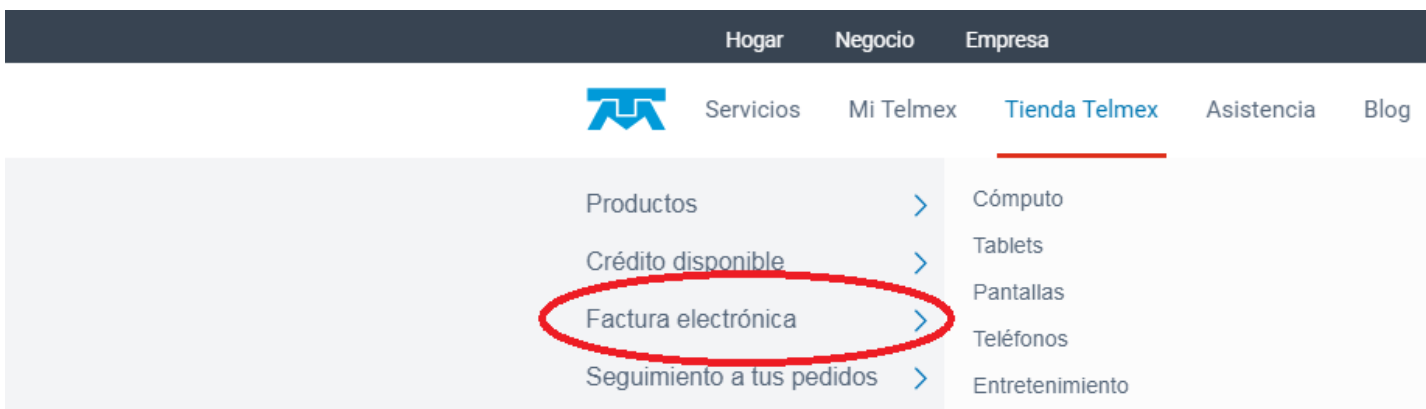 Hogar Negocio Empresa
Servicios Mi Telmex Tienda Telmex Asistencia Blog
Productos
Crédito disponible
Factura electrónica
Seguimiento a tus pedidos
Cómputo
Tablets
Pantallas
Teléfonos
Entretenimiento